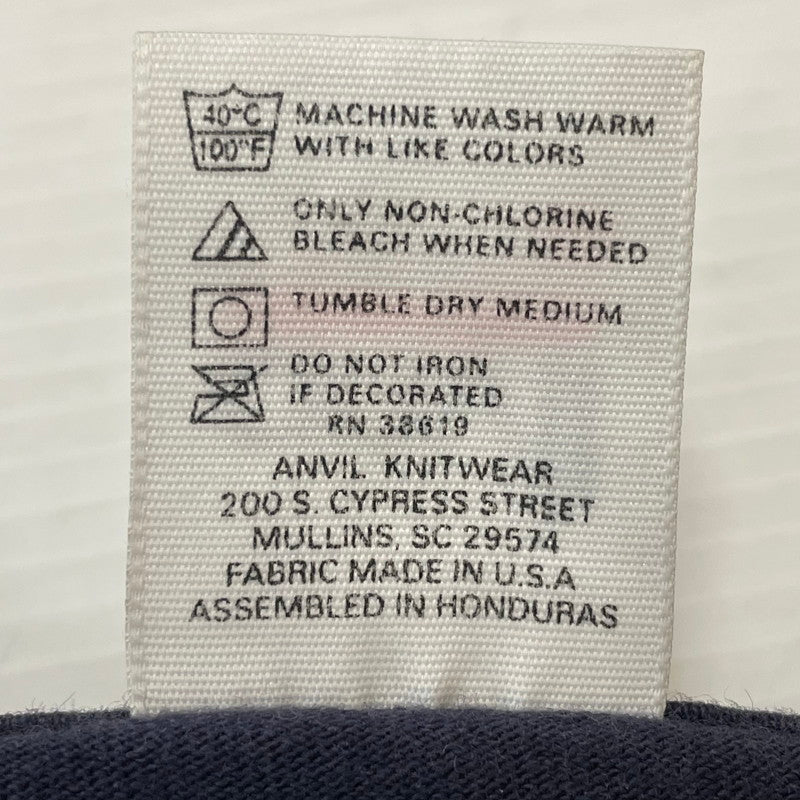 40°C MACHINE WASH WARM
100°F WITH LIKE COLORS
ONLY NON-CHLORINE
BLEACH WHEN NEEDED
TUMBLE DRY MEDIUM
DO NOT IRON
IF DECORATED
RN 38619
ANVIL KNITWEAR
200 S. CYPRESS STREET
MULLINS, SC 29574
FABRIC MADE IN U.S.A
ASSEMBLED IN HONDURAS